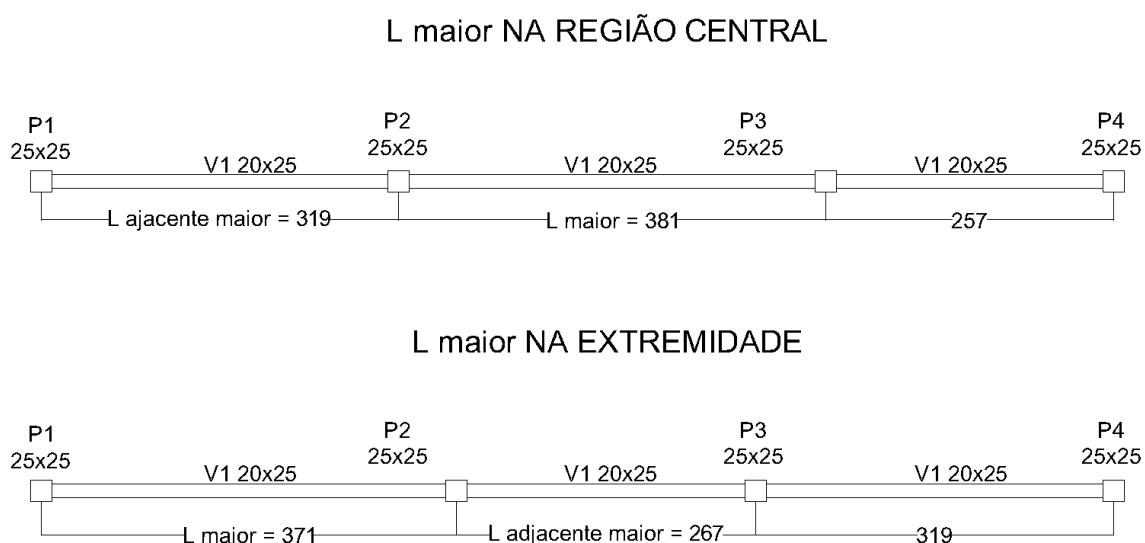 L maior NA REGIÃO CENTRAL
P1 P2 P3 P4
25x25 25x25 25x25 25x25
V1 20x25 V1 20x25 V1 20x25
L ajacente maior = 319 L maior = 381 257
L maior NA EXTREMIDADE
P1 P2 P3 P4
25x25 25x25 25x25 25x25
V1 20x25 V1 20x25 V1 20x25
L maior = 371 L adjacente maior = 267 319